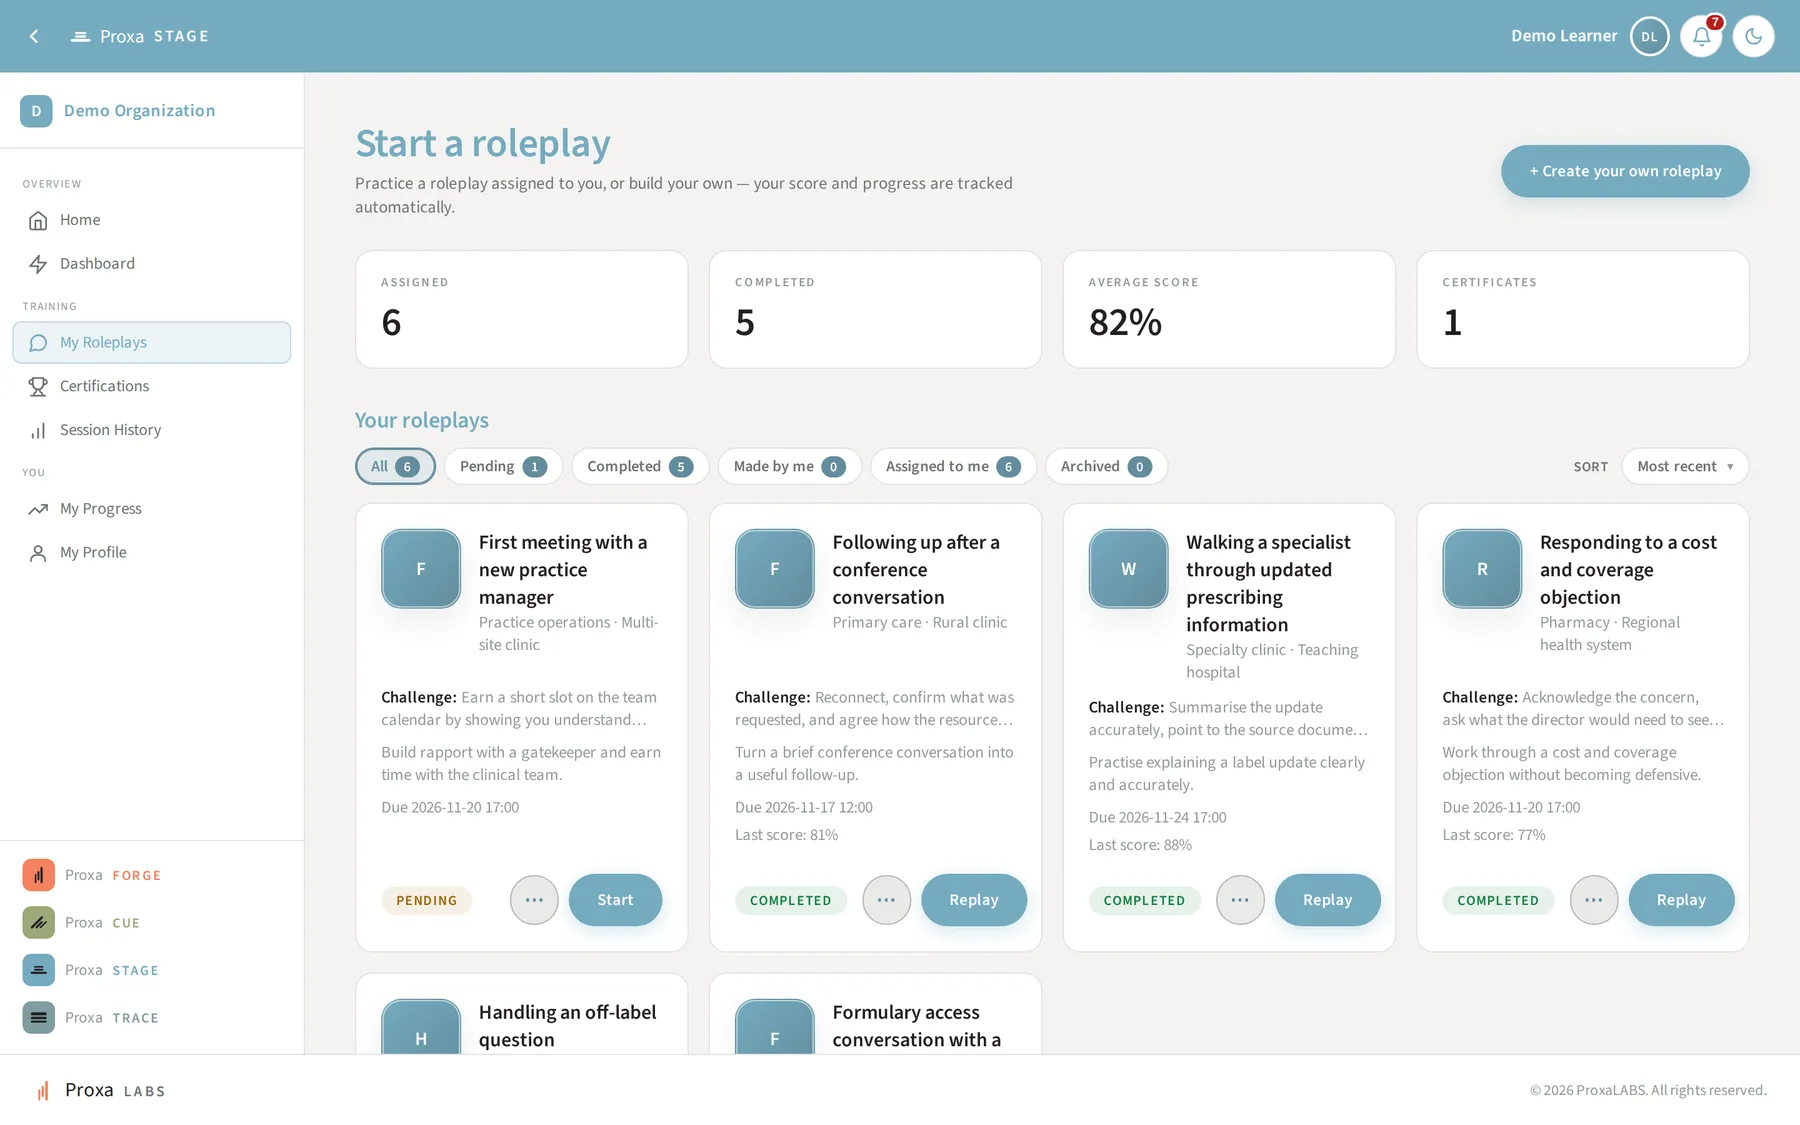 Proxa STAGE
Demo Learner
DL
7
D
Demo Organization
OVERVIEW
Home
Dashboard
TRAINING
My Roleplays
Certifications
Session History
YOU
My Progress
My Profile
Proxa FORGE
Proxa CUE
Proxa STAGE
Proxa TRACE
Start a roleplay
Practice a roleplay assigned to you, or build your own — your score and progress are tracked
automatically.
+ Create your own roleplay
ASSIGNED
6
COMPLETED
5
AVERAGE SCORE
82%
CERTIFICATES
1
Your roleplays
All 6
Pending 1
Completed 5
Made by me 0
Assigned to me 6
Archived 0
SORT
Most recent
F
First meeting with a
new practice
manager
Practice operations · Multi-
site clinic
Challenge: Earn a short slot on the team
calendar by showing you understand…
Build rapport with a gatekeeper and earn
time with the clinical team.
Due 2026-11-20 17:00
PENDING
Start
F
Following up after a
conference
conversation
Primary care · Rural clinic
Challenge: Reconnect, confirm what was
requested, and agree how the resource…
Turn a brief conference conversation into
a useful follow-up.
Due 2026-11-17 12:00
Last score: 81%
COMPLETED
Replay
W
Walking a specialist
through updated
prescribing
information
Specialty clinic · Teaching
hospital
Challenge: Summarise the update
accurately, point to the source docume…
Practise explaining a label update clearly
and accurately.
Due 2026-11-24 17:00
Last score: 88%
COMPLETED
Replay
R
Responding to a cost
and coverage
objection
Pharmacy · Regional
health system
Challenge: Acknowledge the concern,
ask what the director would need to see…
Work through a cost and coverage
objection without becoming defensive.
Due 2026-11-20 17:00
Last score: 77%
COMPLETED
Replay
H
Handling an off-label
question
F
Formulary access
conversation with a
Proxa LABS
© 2026 ProxaLABS. All rights reserved.